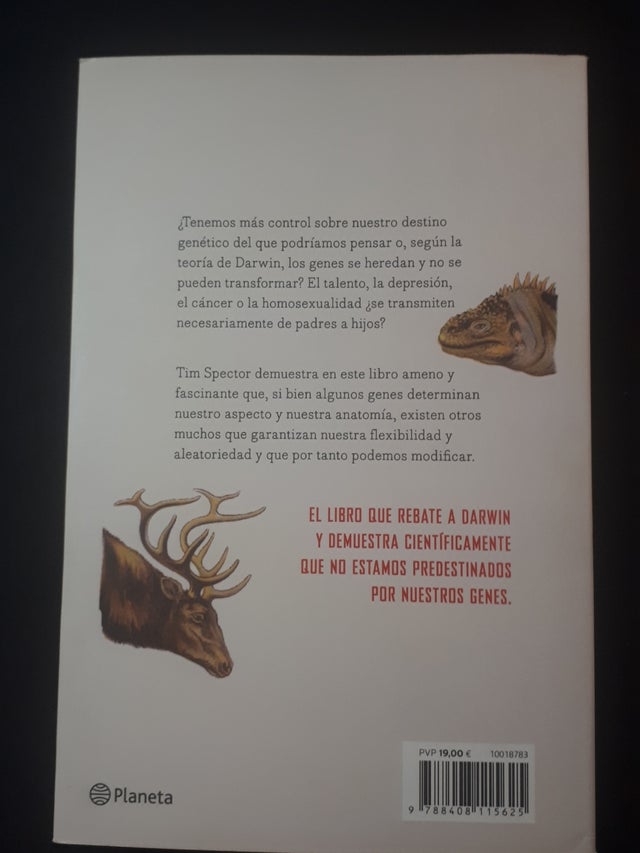 ¿Tenemos más control sobre nuestro destino
genético del que podríamos pensar o, según la
teoría de Darwin, los genes se heredan y no se
pueden transformar? El talento, la depresión,
el cáncer o la homosexualidad ¿se transmiten
necesariamente de padres a hijos?
Tim Spector demuestra en este libro ameno y
fascinante que, si bien algunos genes determinan
nuestro aspecto y nuestra anatomía, existen otros
muchos que garantizan nuestra flexibilidad y
aleatoriedad y que por tanto podemos modificar.
EL LIBRO QUE REBATE A DARWIN
Y DEMUESTRA CIENTÍFICAMENTE
QUE NO ESTAMOS PREDESTINADOS
POR NUESTROS GENES.
PVP 19,00 € 10018783
9 788408 115625
Planeta